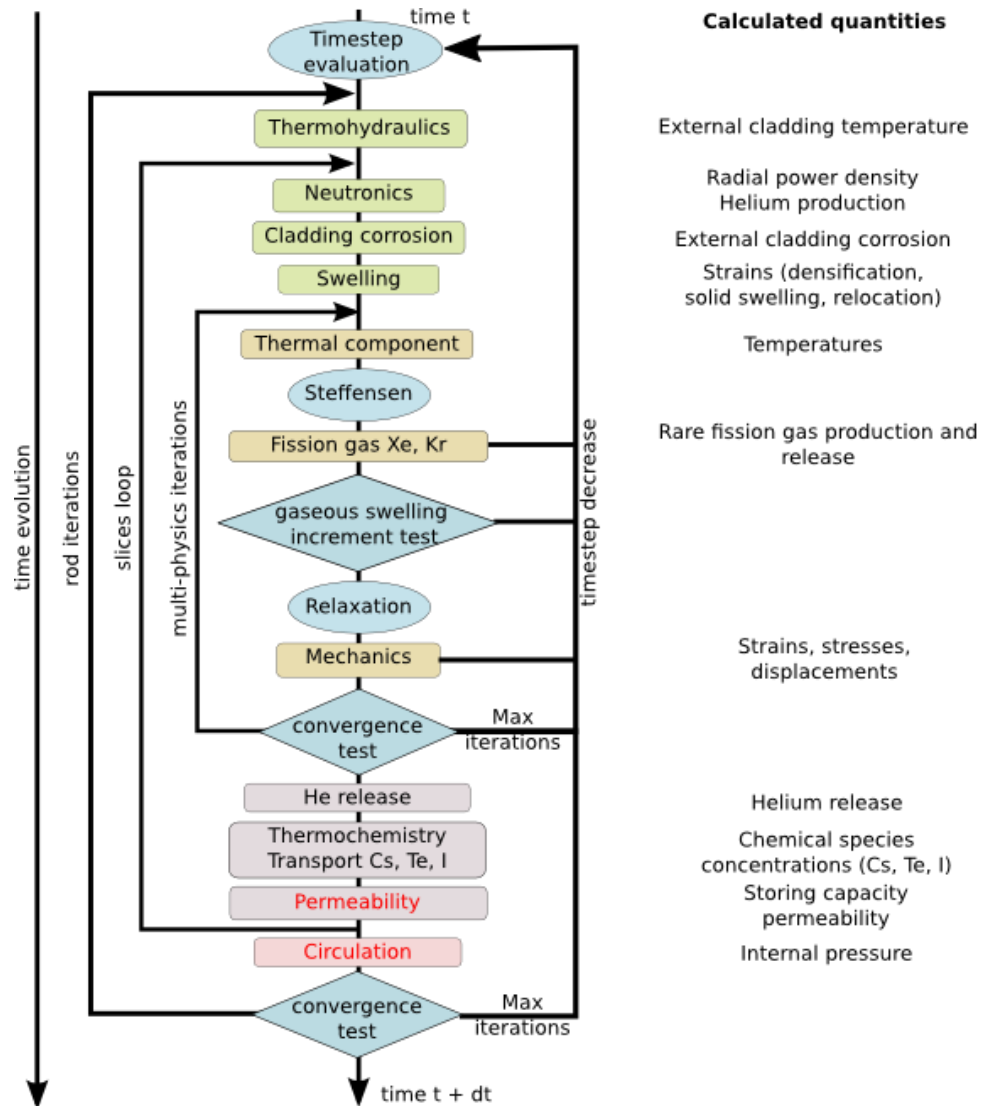 time t
Calculated quantities
Timestep
evaluation
Thermohydraulics
External cladding temperature
Neutronics
Radial power density
Helium production
Cladding corrosion
External cladding corrosion
Swelling
Strains (densification,
solid swelling, relocation)
Thermal component
Temperatures
Steffensen
Fission gas Xe, Kr
Rare fission gas production and
release
gaseous swelling
increment test
Relaxation
Mechanics
Strains, stresses,
displacements
convergence
test
Max
iterations
He release
Helium release
Thermochemistry
Transport Cs, Te, I
Chemical species
concentrations (Cs, Te, I)
Permeability
Storing capacity
permeability
Circulation
Internal pressure
convergence
test
Max
iterations
time t + dt
time evolution
rod iterations
slices loop
multi-physics iterations
timestep decrease